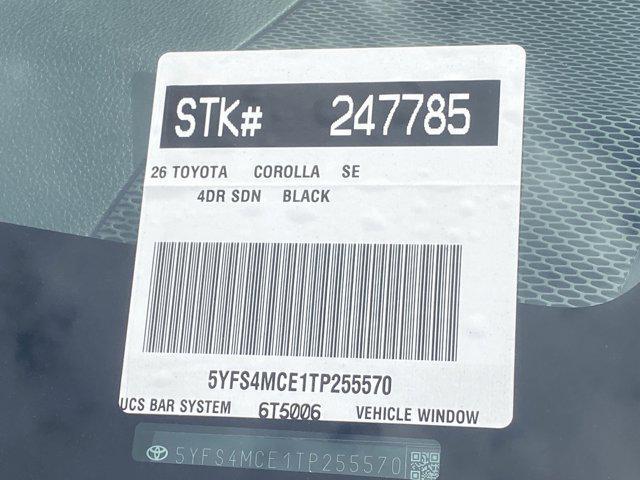 STK# 247785
26 TOYOTA COROLLA SE
4DR SDN BLACK
5YFS4MCE1TP255570
UCS BAR SYSTEM 6T5006 VEHICLE WINDOW
5YFS4MCE1TP255570